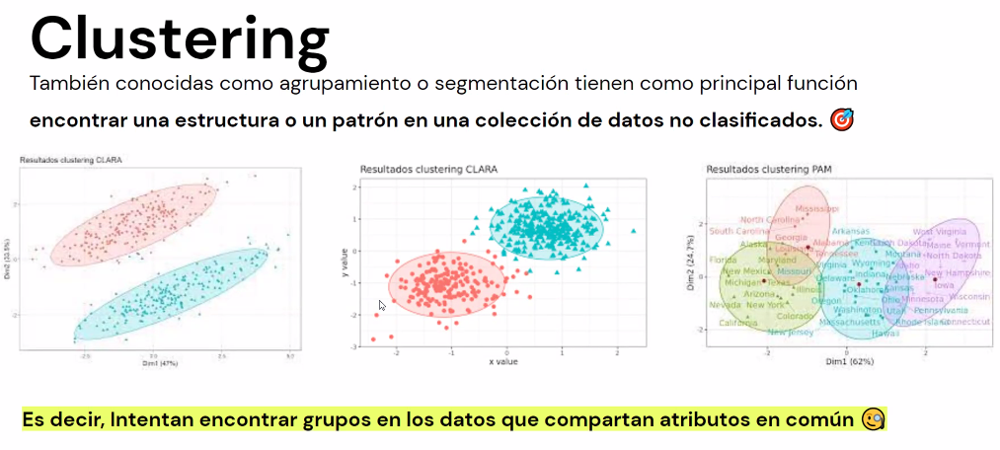 Clustering
También conocidas como agrupamiento o segmentación tienen como principal función
encontrar una estructura o un patrón en una colección de datos no clasificados.
Resultados clustering CLARA
Dim2 (33.5%)
2
0
-2
-2.5
0.0
2.5
5.0
Dim1 (47%)
Resultados clustering CLARA
y value
2
1
0
-1
-2
-3
-2
-1
0
1
2
x value
Resultados clustering PAM
Dim2 (24.7%)
2
0
-2
Mississippi
North Carolina
South Carolina
Georgia
Alaska
Alabama
Louisiana
Tennessee
Arkansas
Kentucky
South Dakota
West Virginia
Maine
Vermont
Montana
North Dakota
Florida
Maryland
New Mexico
Missouri
Virginia
Wyoming
Idaho
New Hampshire
Michigan
Texas
Delaware
Indiana
Nebraska
Iowa
Arizona
Illinois
Oklahoma
Kansas
Nevada
New York
Oregon
Ohio
Minnesota
Wisconsin
Colorado
Washington
Utah
Pennsylvania
California
Massachusetts
Rhode Island
Connecticut
New Jersey
Hawaii
-2
0
2
Dim1 (62%)
Es decir, Intentan encontrar grupos en los datos que compartan atributos en común